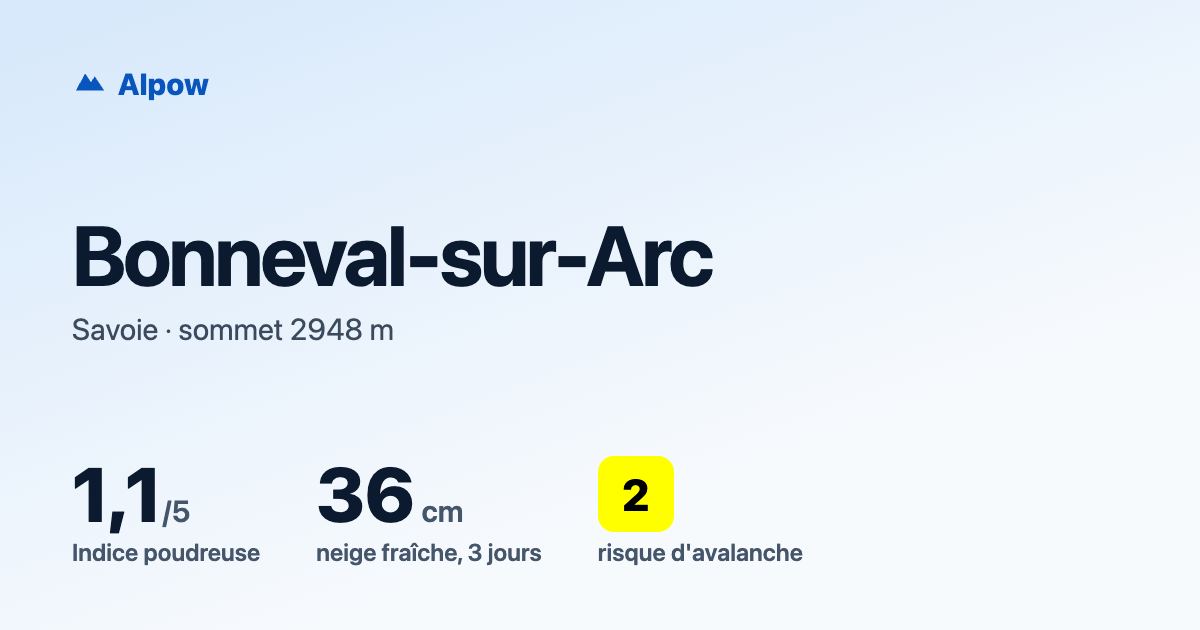 Alpow
Bonneval-sur-Arc
Savoie · sommet 2948 m
1,1/5
Indice poudreuse
36 cm
neige fraîche, 3 jours
2
risque d'avalanche